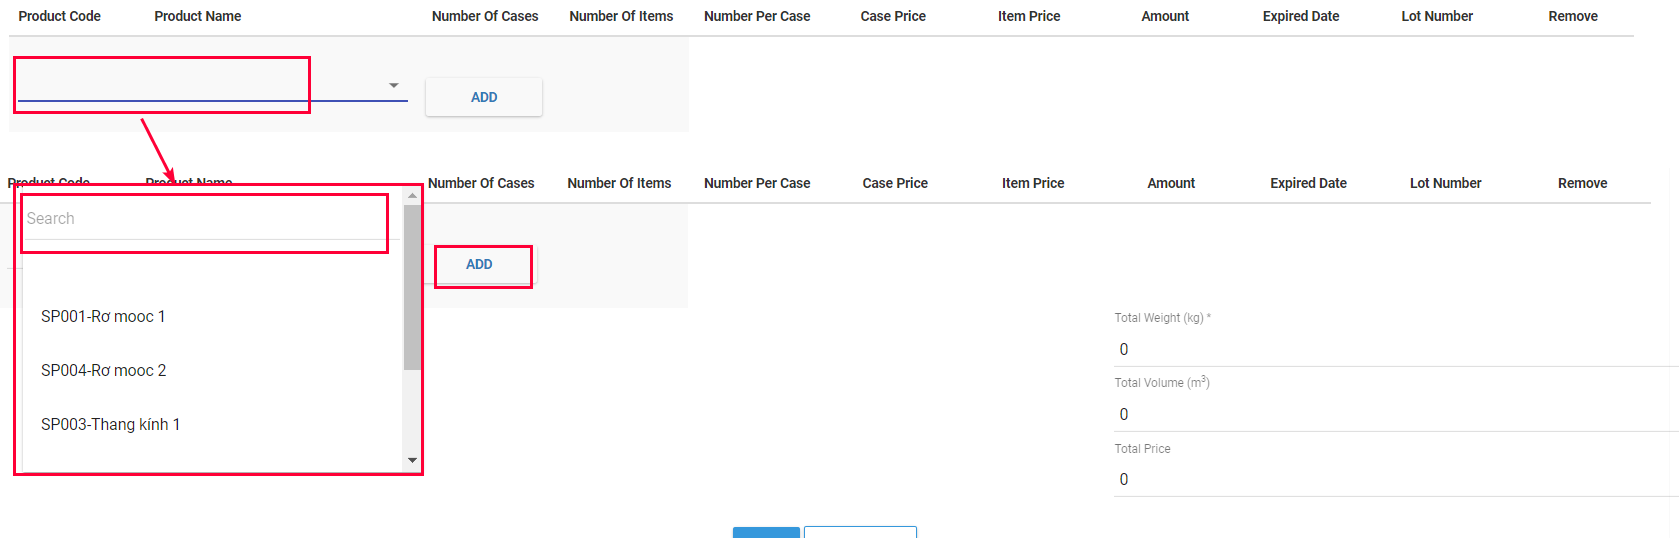 Product Code Product Name Number Of Cases Number Of Items Number Per Case Case Price Item Price Amount Expired Date Lot Number Remove
ADD
Product Code Product Name Number Of Cases Number Of Items Number Per Case Case Price Item Price Amount Expired Date Lot Number Remove
Search
ADD
SP001-Rơ mooc 1
SP004-Rơ mooc 2
SP003-Thang kính 1
Total Weight (kg) *
0
Total Volume (m³)
0
Total Price
0